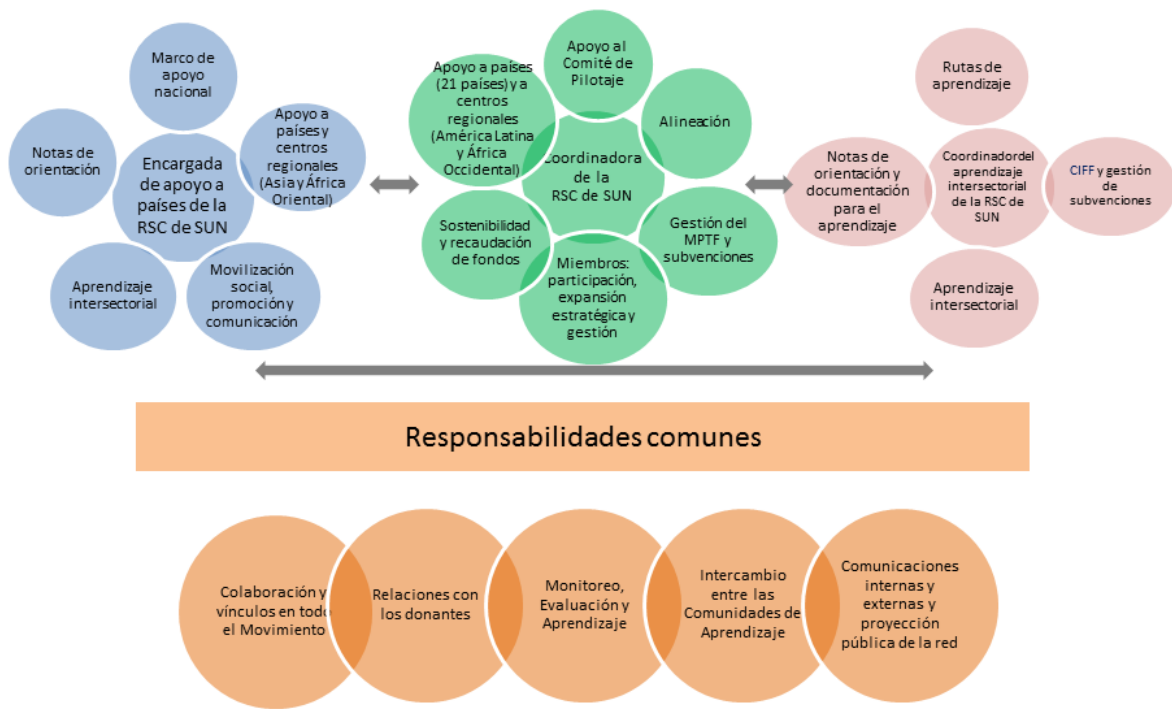 Marco de
apoyo
nacional
Apoyo a
países y
centros
regionales
(Asia y África
Oriental)
Notas de
orientación
Encargada
de apoyo a
países de la
RSC de SUN
Aprendizaje
intersectorial
Movilización
social,
promoción y
comunicación
Apoyo al
Comité de
Pilotaje
Apoyo a países
(21 países) y a
centros
regionales
(América Latina
y África
Occidental)
Alineación
Coordinadora
de la
RSC de SUN
Sostenibilidad
y recaudación
de fondos
Gestión del
MPTF y
subvenciones
Miembros:
participación,
expansión
estratégica y
gestión
Rutas de
aprendizaje
Notas de
orientación y
documentación
para el
aprendizaje
Coordinadordel
aprendizaje
intersectorial
de la RSC de
SUN
CIFF y gestión
de
subvenciones
Aprendizaje
intersectorial
Responsabilidades comunes
Colaboración y
vínculos en todo
el Movimiento
Relaciones con
los donantes
Monitoreo,
Evaluación y
Aprendizaje
Intercambio
entre las
Comunidades de
Aprendizaje
Comunicaciones
internas y
externas y
proyección
pública de la red